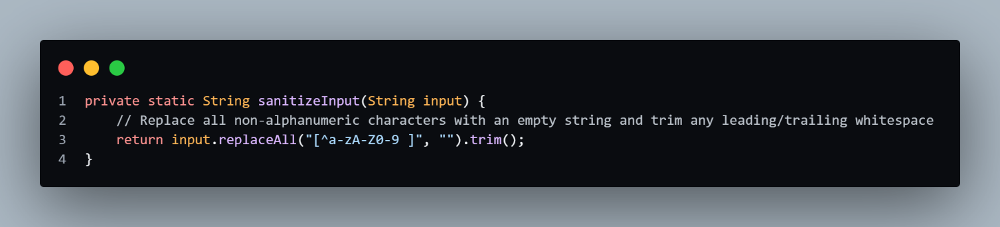 1 private static String sanitizeInput(String input) {
2     // Replace all non-alphanumeric characters with an empty string and trim any leading/trailing whitespace
3     return input.replaceAll("[^a-zA-Z0-9 ]", "").trim();
4 }